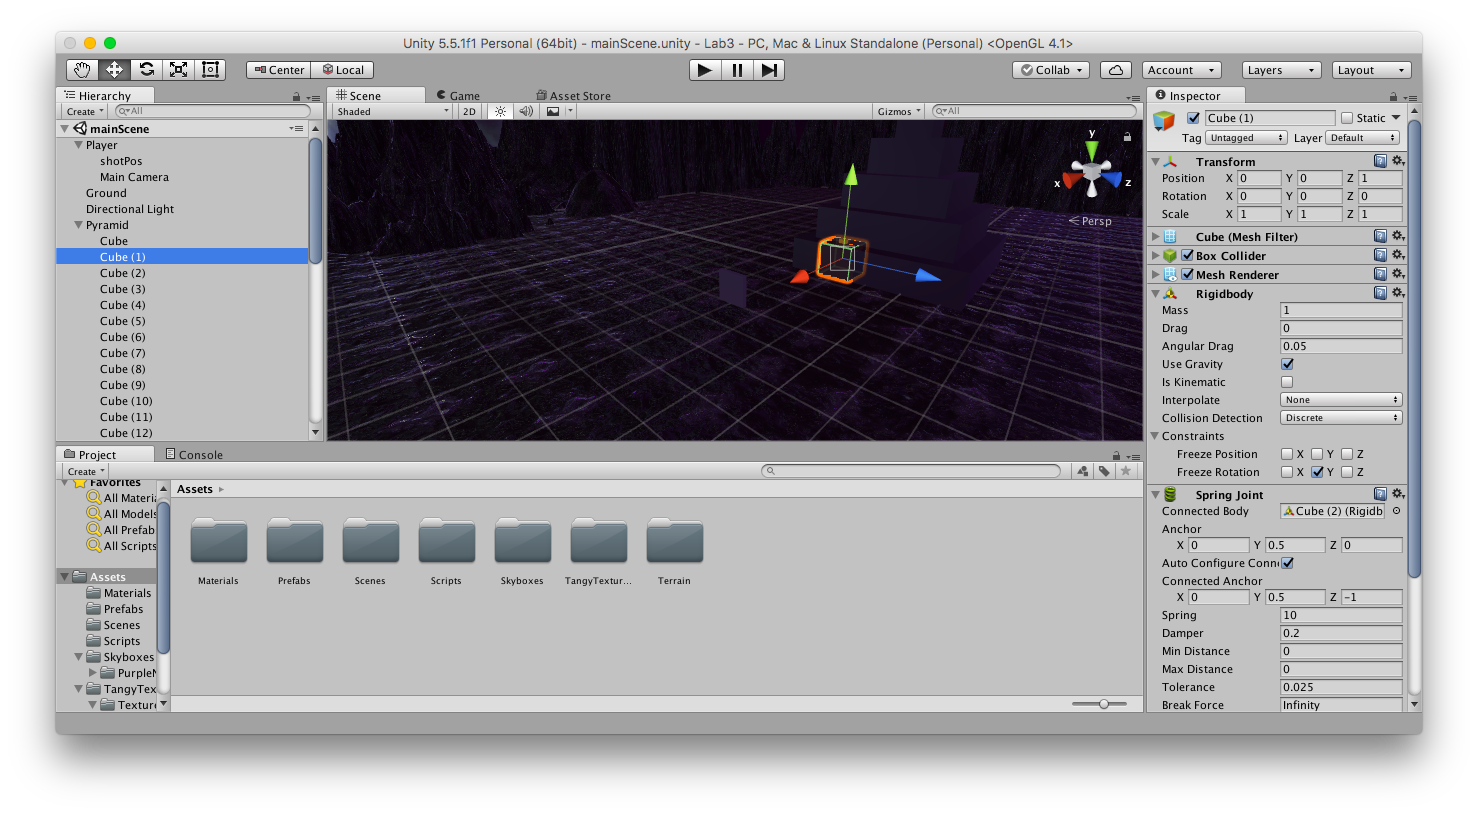 Unity 5.5.1f1 Personal (64bit) - mainScene.unity - Lab3 - PC, Mac & Linux Standalone (Personal) <OpenGL 4.1>
Center Local Collab Account Layers Layout
Hierarchy
Create All
mainScene
Player
shotPos
Main Camera
Ground
Directional Light
Pyramid
Cube
Cube (1)
Cube (2)
Cube (3)
Cube (4)
Cube (5)
Cube (6)
Cube (7)
Cube (8)
Cube (9)
Cube (10)
Cube (11)
Cube (12)
Scene Game Asset Store
Shaded 2D Gizmos All
y
x z
Persp
Inspector
Cube (1) Static
Tag Untagged Layer Default
Transform
Position X 0 Y 0 Z 1
Rotation X 0 Y 0 Z 0
Scale X 1 Y 1 Z 1
Cube (Mesh Filter)
Box Collider
Mesh Renderer
Rigidbody
Mass 1
Drag 0
Angular Drag 0.05
Use Gravity
Is Kinematic
Interpolate None
Collision Detection Discrete
Constraints
Freeze Position X Y Z
Freeze Rotation X Y Z
Spring Joint
Connected Body Cube (2) (Rigidb
Anchor
X 0 Y 0.5 Z 0
Auto Configure Conn
Connected Anchor
X 0 Y 0.5 Z -1
Spring 10
Damper 0.2
Min Distance 0
Max Distance 0
Tolerance 0.025
Break Force Infinity
Project Console
Create
Favorites
All Materia
All Models
All Prefab
All Scripts
Assets
Materials
Prefabs
Scenes
Scripts
Skyboxes
PurpleN
TangyTex
Texture
Assets
Materials Prefabs Scenes Scripts Skyboxes TangyTextur... Terrain